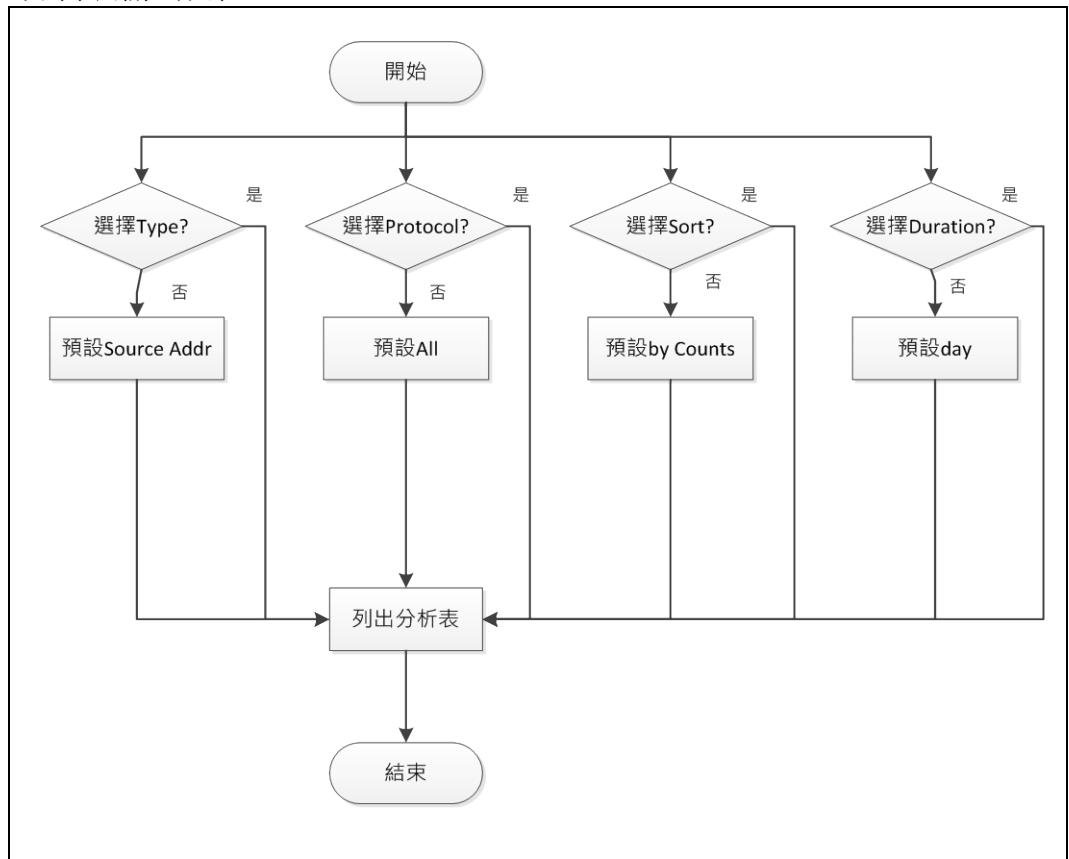 開始
是
是
是
是
選擇Type?
選擇Protocol?
選擇Sort?
選擇Duration?
否
否
否
否
預設Source Addr
預設All
預設by Counts
預設day
列出分析表
結束